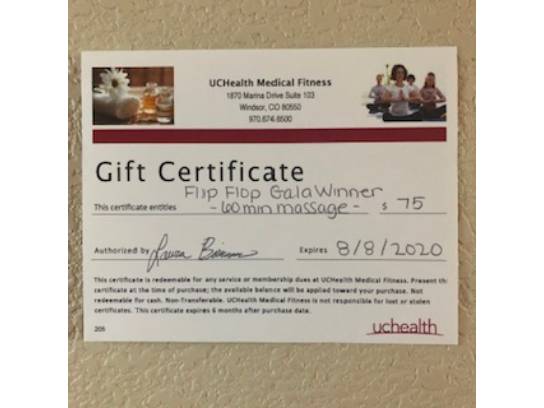 UCHealth Medical Fitness
1870 Marina Drive Suite 103
Windsor, CO 80550
970.674.6500
Gift Certificate
Flip Flop Gala Winner
This certificate entitles - 60 min massage - $ 75
Authorized by Laura Expires 8/8/2020
This certificate is redeemable for any service or membership dues at UCHealth Medical Fitness. Present th
certificate at the time of purchase; the available balance will be applied toward your purchase. Not
redeemable for cash. Non-Transferable. UCHealth Medical Fitness is not responsible for lost or stolen
certificates. This certificate expires 6 months after purchase date.
205 uchealth